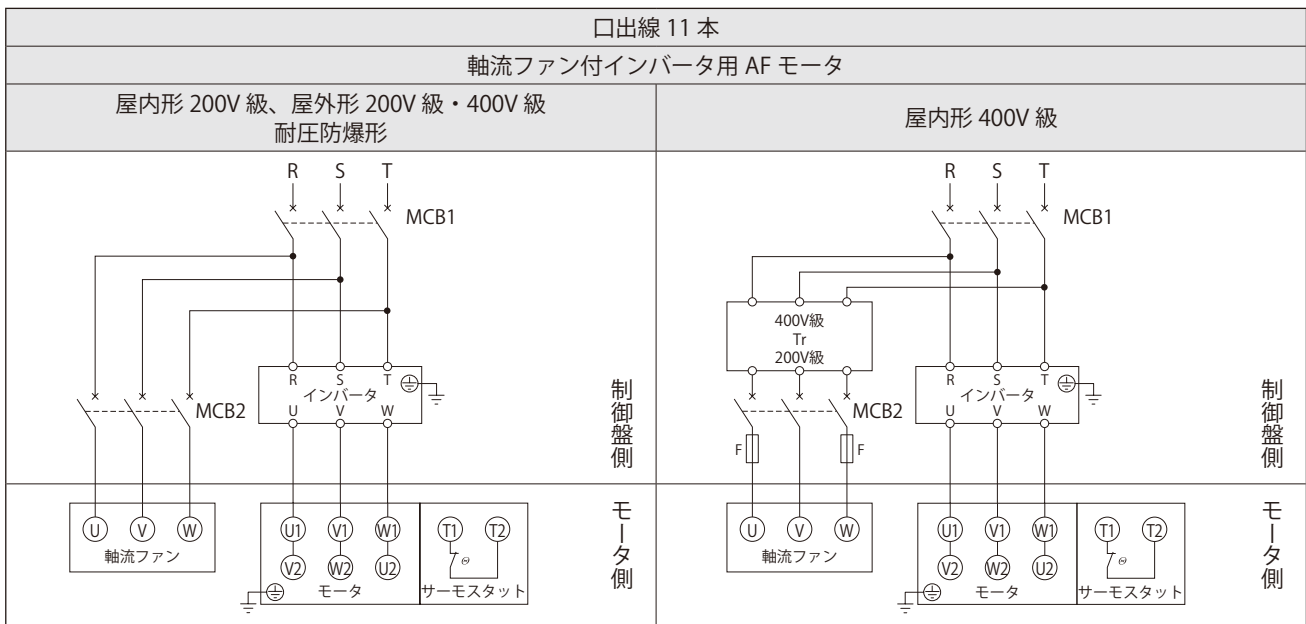 口出線 11 本
軸流ファン付インバータ用 AF モータ
屋内形 200V 級、屋外形 200V 級・400V 級
耐圧防爆形
屋内形 400V 級
R S T
MCB1
R S T
インバータ
U V W
MCB2
制御盤側
U V W
軸流ファン
U1 V1 W1
V2 W2 U2
モータ
T1 T2
Θ
サーモスタット
モータ側
R S T
MCB1
400V級
Tr
200V級
R S T
インバータ
U V W
MCB2
F F
制御盤側
U V W
軸流ファン
U1 V1 W1
V2 W2 U2
モータ
T1 T2
Θ
サーモスタット
モータ側